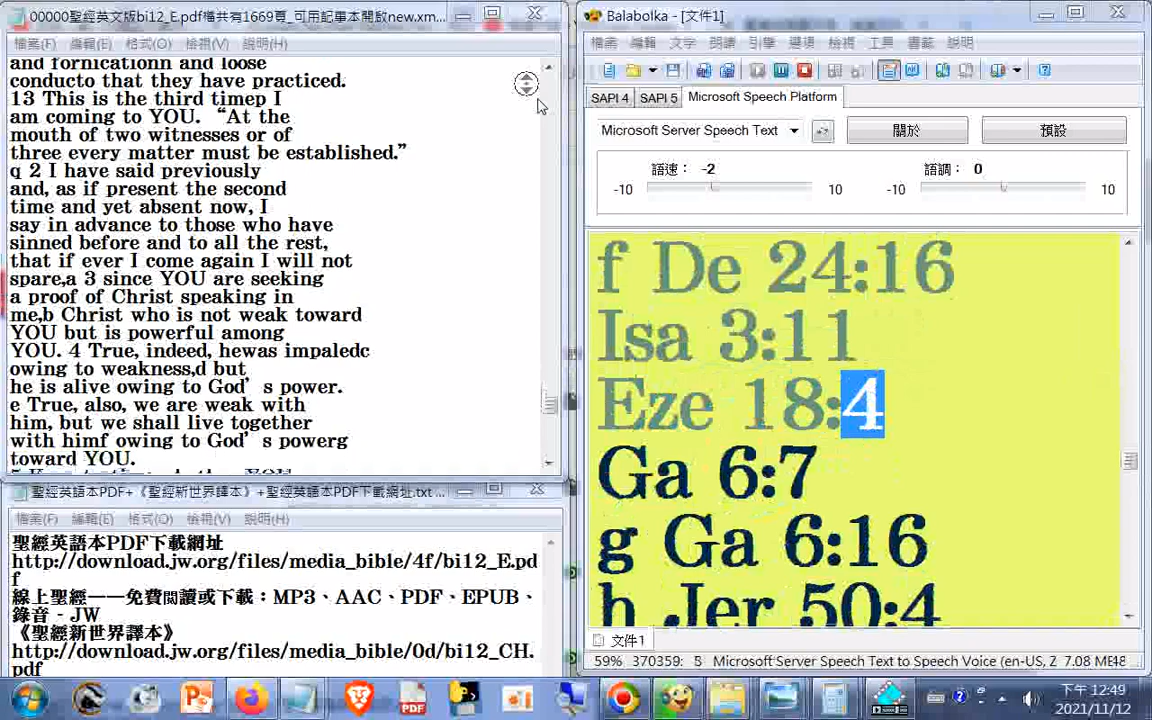 00000聖經英文版bi12_E.pdf檔共有1669頁_可用記事本開啟new.xm...
檔案(F) 編輯(E) 格式(O) 檢視(V) 說明(H)
and fornicationn and loose
conducto that they have practiced.
13 This is the third timep I
am coming to YOU. “At the
mouth of two witnesses or of
three every matter must be established.”
q 2 I have said previously
and, as if present the second
time and yet absent now, I
say in advance to those who have
sinned before and to all the rest,
that if ever I come again I will not
spare,a 3 since YOU are seeking
a proof of Christ speaking in
me,b Christ who is not weak toward
YOU but is powerful among
YOU. 4 True, indeed, hewas impaledc
owing to weakness,d but
he is alive owing to God’s power.
e True, also, we are weak with
him, but we shall live together
with himf owing to God’s powerg
toward YOU.
聖經英語本PDF+《聖經新世界譯本》+聖經英語本PDF下載網址.txt ...
檔案(F) 編輯(E) 格式(O) 檢視(V) 說明(H)
聖經英語本PDF下載網址
http://download.jw.org/files/media_bible/4f/bi12_E.pd
f
線上聖經——免費閱讀或下載：MP3、AAC、PDF、EPUB、
錄音 - JW
《聖經新世界譯本》
http://download.jw.org/files/media_bible/0d/bi12_CH.
pdf
Balabolka - [文件1]
檔案 編輯 文字 朗讀 引擎 選項 檢視 工具 書籤 說明
SAPI 4 SAPI 5 Microsoft Speech Platform
Microsoft Server Speech Text 關於 預設
語速: -2 語調: 0
-10 10 -10 10
f De 24:16
Isa 3:11
Eze 18:4
Ga 6:7
g Ga 6:16
h Jer 50:4
文件1
59% 370359: Microsoft Server Speech Text to Speech Voice (en-US, Z 7.08 MB
下午 12:49
2021/11/12